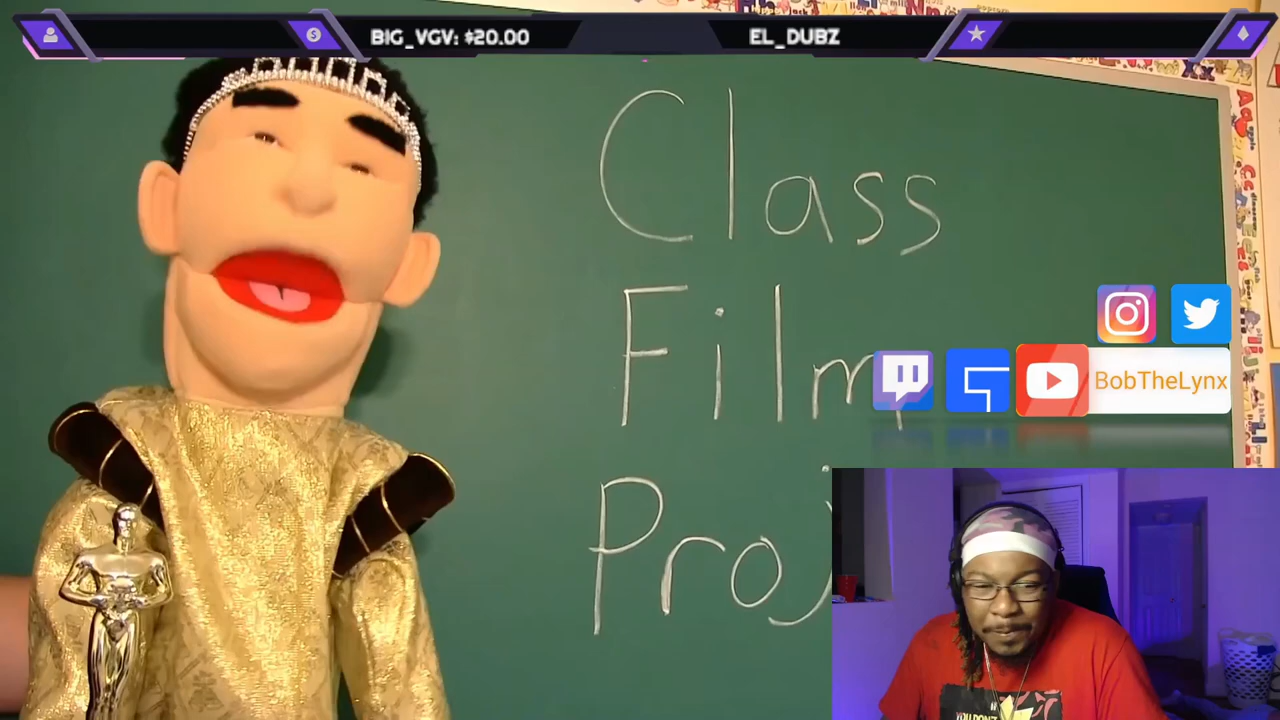 BIG_VGV: $20.00
EL_DUBZ
Class
Film
Proj
BobTheLynx